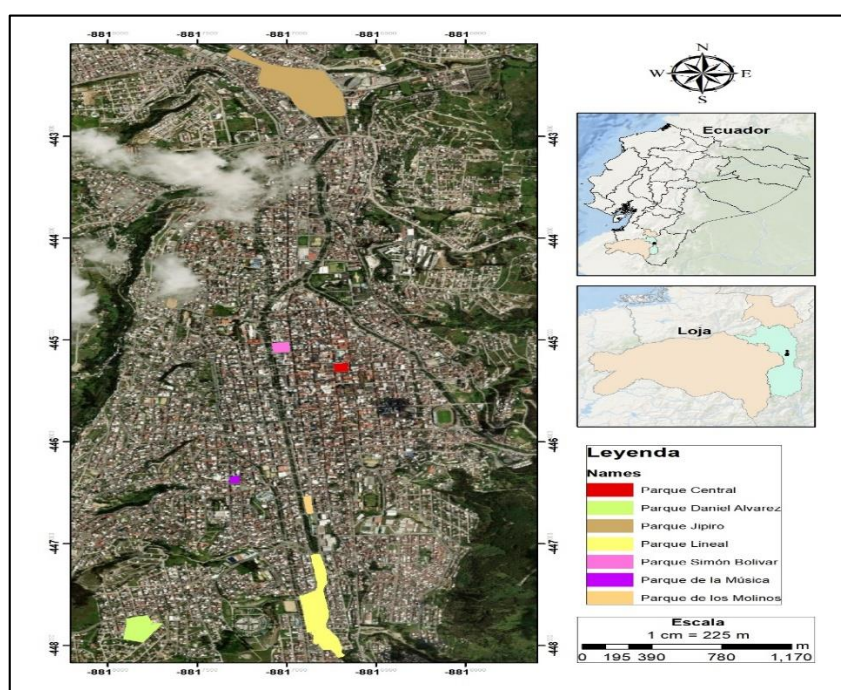 -881 -881 -881 -881 -881
N
W E
S
443
444
445
446
447
448
443
444
445
446
447
448
Ecuador
Loja
Leyenda
Names
Parque Central
Parque Daniel Alvarez
Parque Jipiro
Parque Lineal
Parque Simón Bolivar
Parque de la Música
Parque de los Molinos
Escala
1 cm = 225 m
m
0 195 390 780 1,170
-881 -881 -881 -881 -881